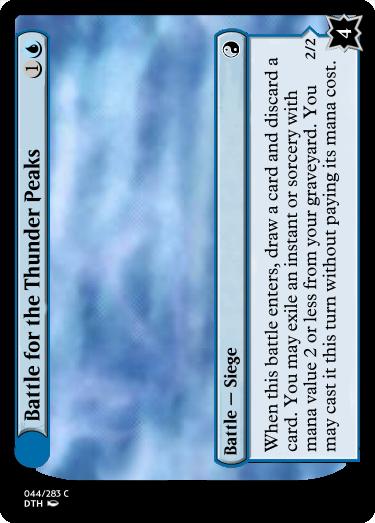 Battle for the Thunder Peaks 1
Battle — Siege
When this battle enters, draw a card and discard a
card. You may exile an instant or sorcery with
mana value 2 or less from your graveyard. You
may cast it this turn without paying its mana cost.
2/2
4
044/283 C
DTH